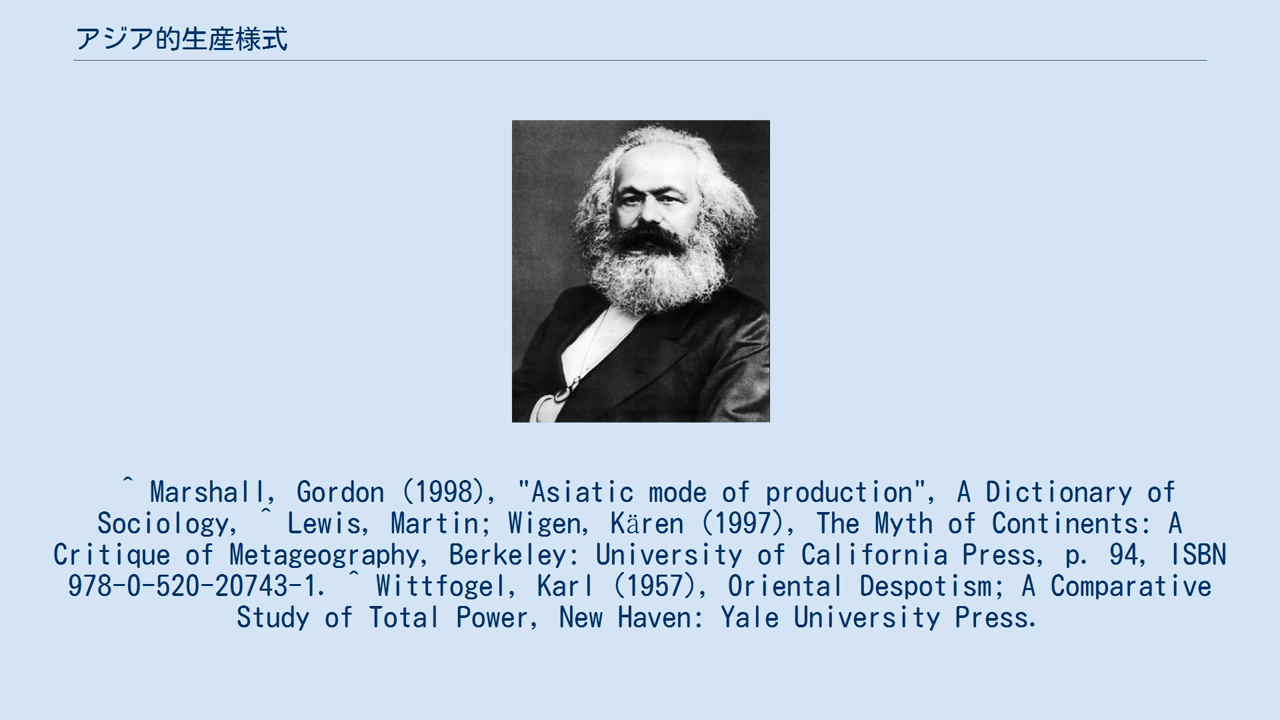 アジア的生産様式
^ Marshall, Gordon (1998), "Asiatic mode of production", A Dictionary of
Sociology, ^ Lewis, Martin; Wigen, Kären (1997), The Myth of Continents: A
Critique of Metageography, Berkeley: University of California Press, p. 94, ISBN
978-0-520-20743-1. ^ Wittfogel, Karl (1957), Oriental Despotism; A Comparative
Study of Total Power, New Haven: Yale University Press.